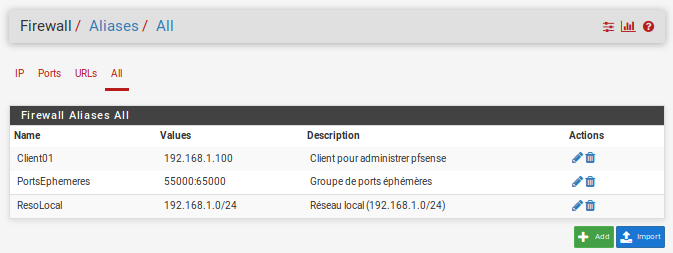 Firewall / Aliases / All
IP Ports URLs All
Firewall Aliases All
Name Values Description Actions
Client01 192.168.1.100 Client pour administrer pfsense
PortsEphemeres 55000:65000 Groupe de ports éphémères
ResoLocal 192.168.1.0/24 Réseau local (192.168.1.0/24)
Add Import